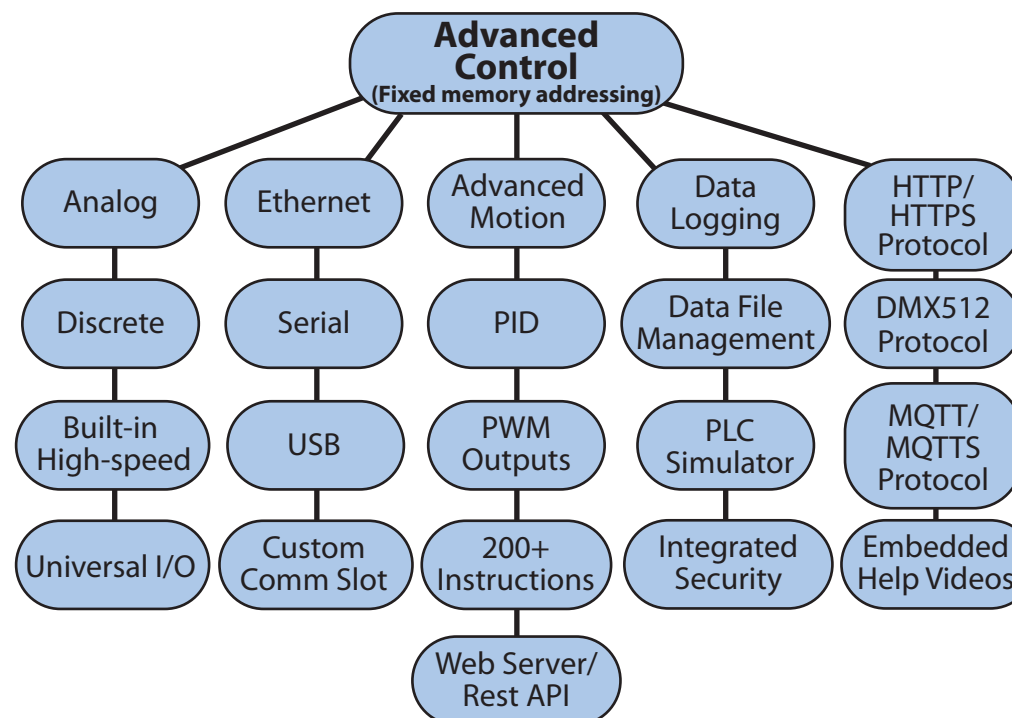 Advanced
Control
(Fixed memory addressing)
Analog
Ethernet
Advanced
Motion
Data
Logging
HTTP/
HTTPS
Protocol
Discrete
Serial
PID
Data File
Management
DMX512
Protocol
Built-in
High-speed
USB
PWM
Outputs
PLC
Simulator
MQTT/
MQTTS
Protocol
Universal I/O
Custom
Comm Slot
200+
Instructions
Integrated
Security
Embedded
Help Videos
Web Server/
Rest API